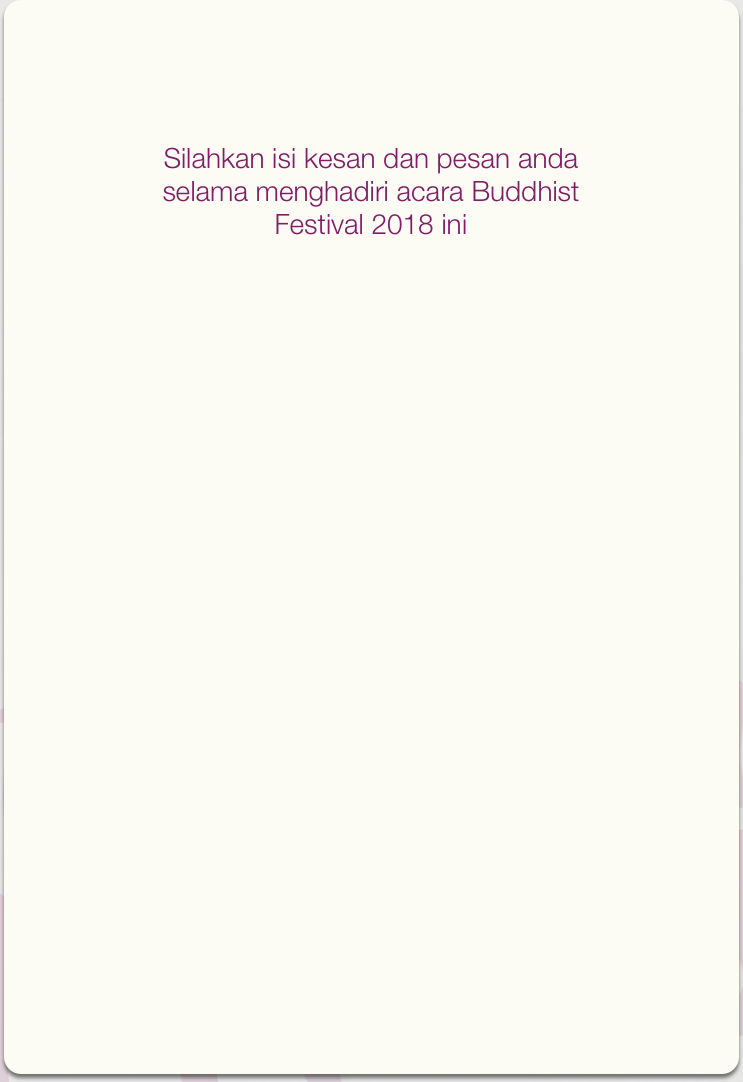 Silahkan isi kesan dan pesan anda
selama menghadiri acara Buddhist
Festival 2018 ini